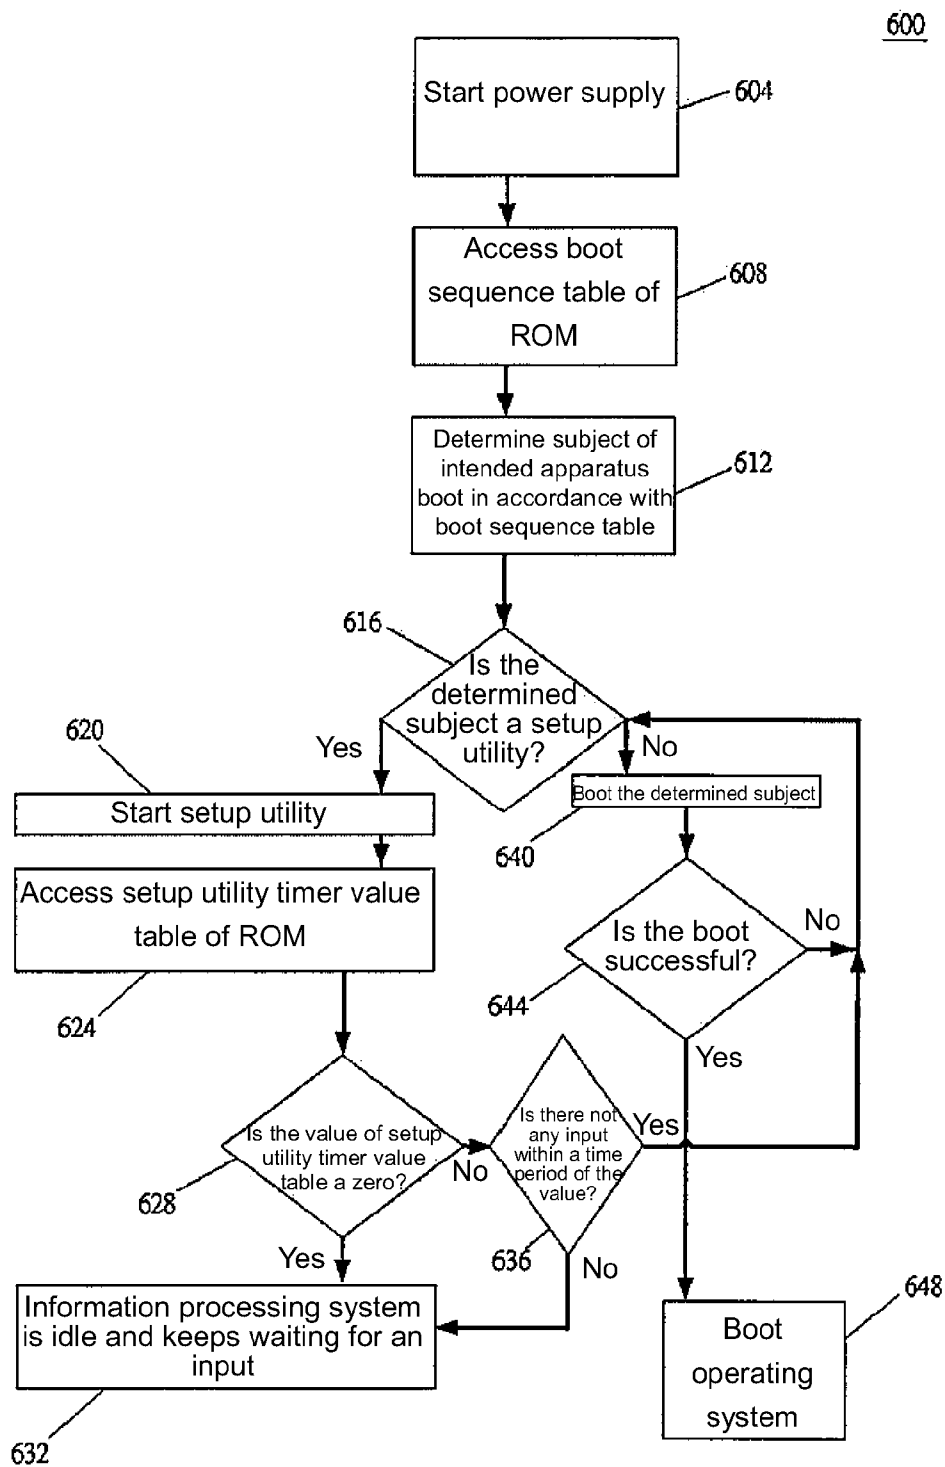 600
Start power supply
604
Access boot
sequence table of
ROM
608
Determine subject of
intended apparatus
boot in accordance with
boot sequence table
612
616
Is the
determined
subject a setup
utility?
Yes
No
620
Start setup utility
Boot the determined subject
640
Access setup utility timer value
table of ROM
624
Is the boot
successful?
No
644
Yes
Is the value of setup
utility timer value
table a zero?
628
No
Yes
Is there not
any input
within a time
period of the
value?
Yes
636
No
Information processing system
is idle and keeps waiting for an
input
632
Boot
operating
system
648